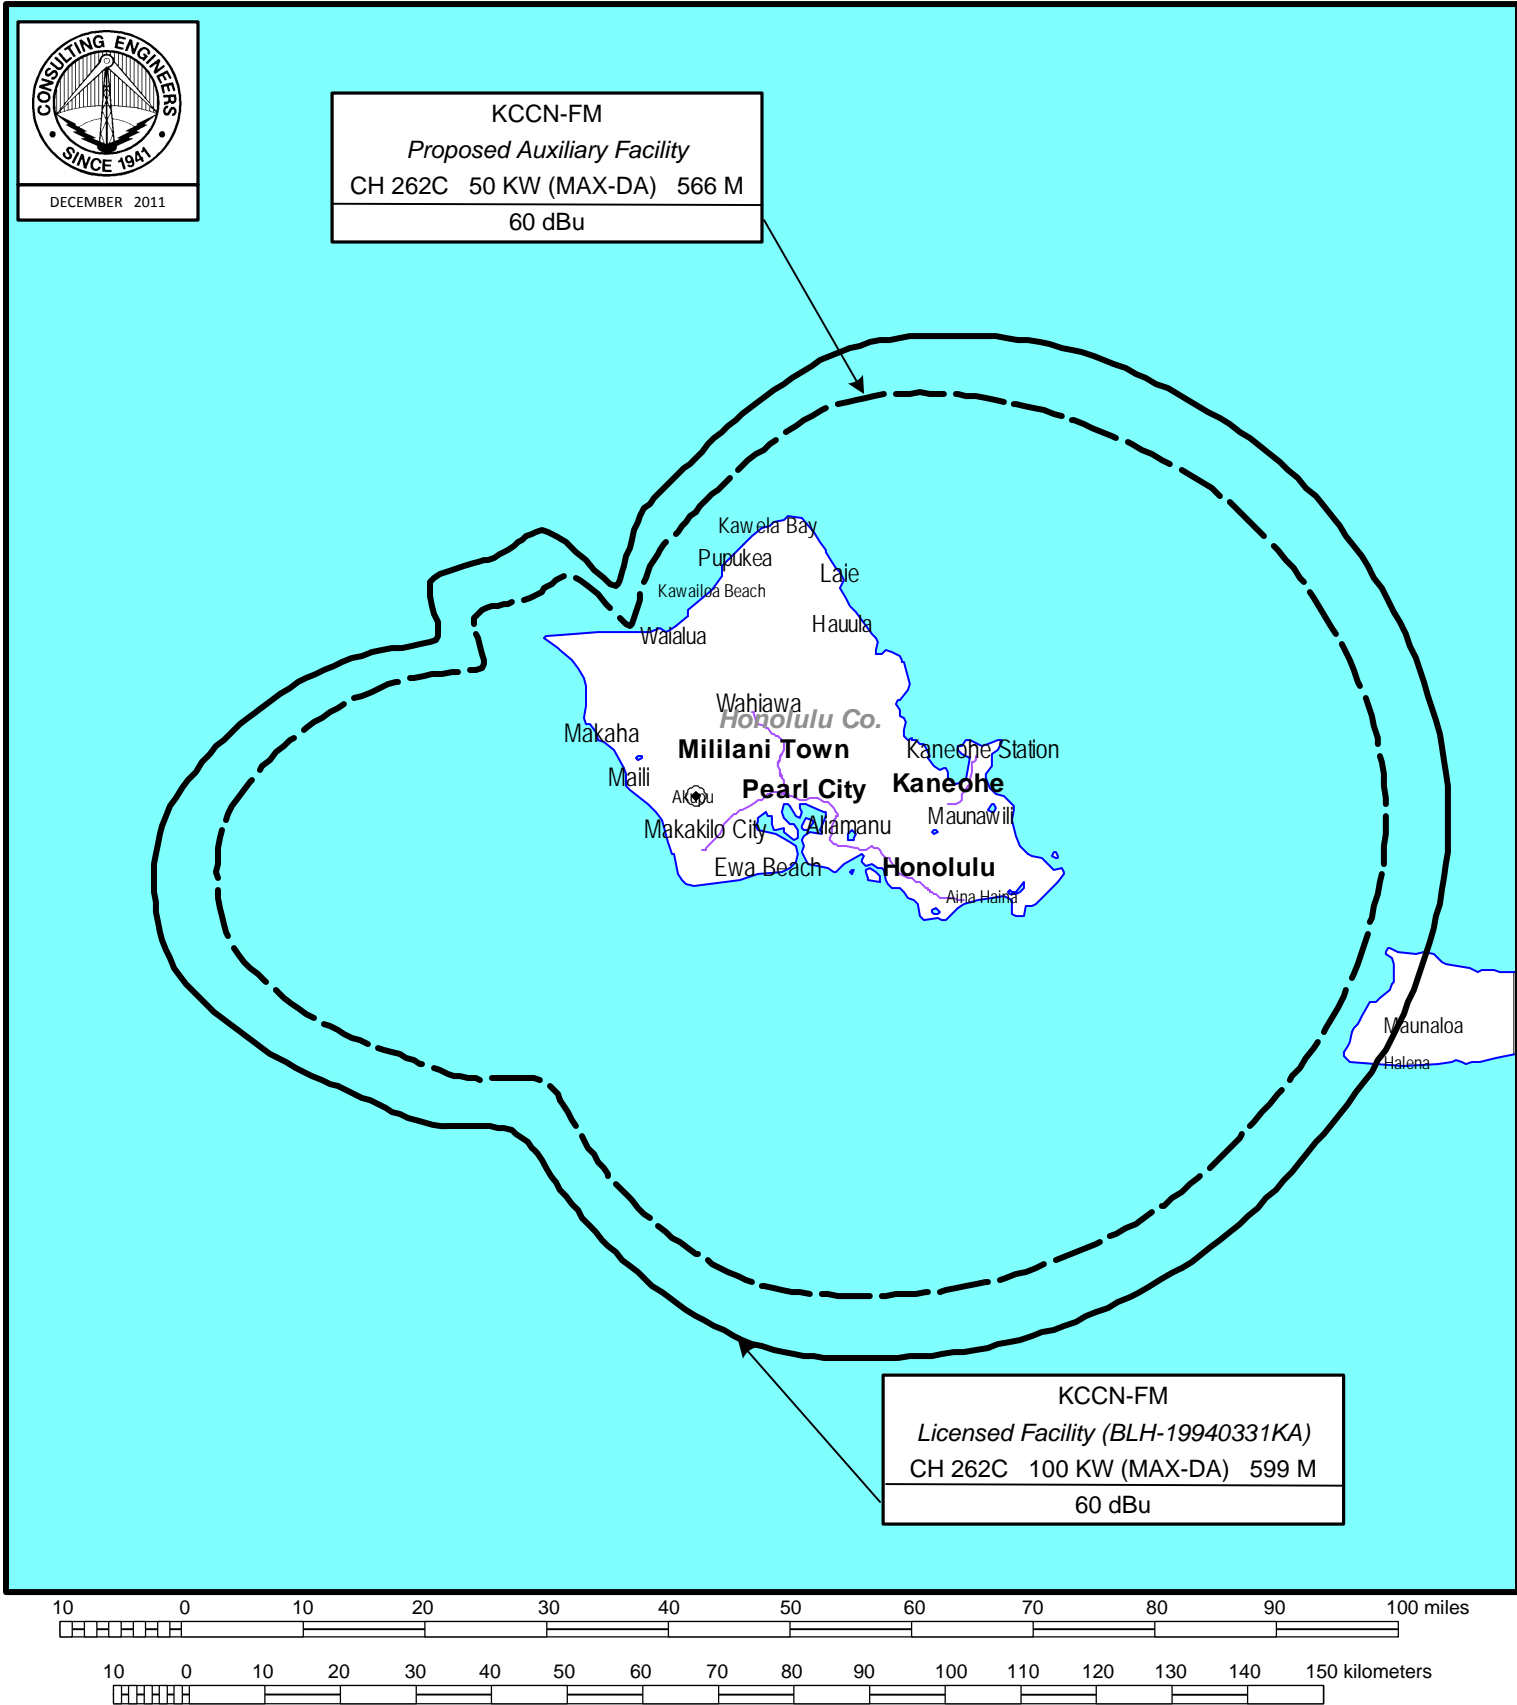 CONSULTING ENGINEERS
• SINCE 1941 •
DECEMBER 2011
KCCN-FM
Proposed Auxiliary Facility
CH 262C 50 KW (MAX-DA) 566 M
60 dBu
Kawela Bay
Pupukea
Laie
Kawailoa Beach
Hauula
Waialua
Wahiawa
Honolulu Co.
Makaha
Mililani Town
Kaneohe Station
Maili
Pearl City
Kaneohe
Akupu
Maunawili
Makakilo City
Aliamanu
Ewa Beach
Honolulu
Aina Haina
Maunaloa
Halena
KCCN-FM
Licensed Facility (BLH-19940331KA)
CH 262C 100 KW (MAX-DA) 599 M
60 dBu
10 0 10 20 30 40 50 60 70 80 90 100 miles
10 0 10 20 30 40 50 60 70 80 90 100 110 120 130 140 150 kilometers